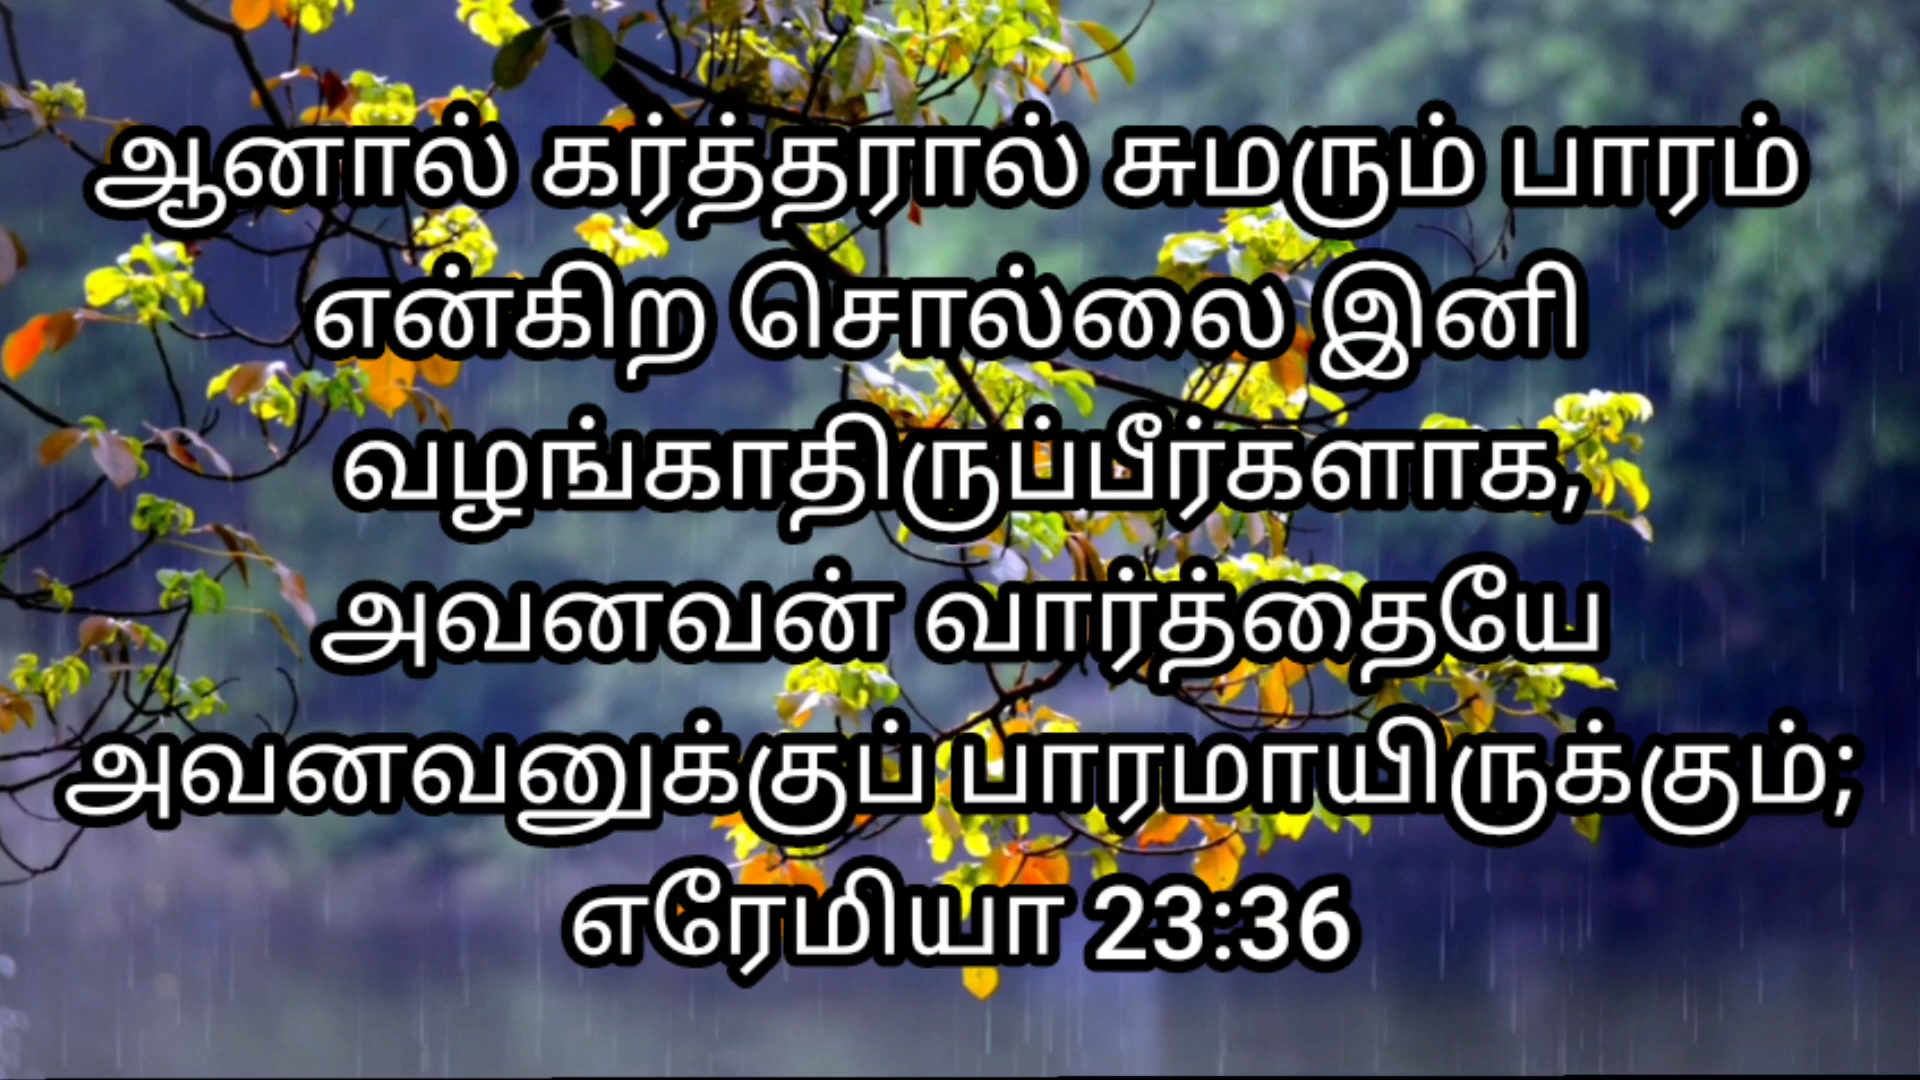 ஆனால் கர்த்தரால் சுமரும் பாரம்
என்கிற சொல்லை இனி
வழங்காதிருப்பீர்களாக,
அவனவன் வார்த்தையே
அவனவனுக்குப் பாரமாயிருக்கும்;
எரேமியா 23:36